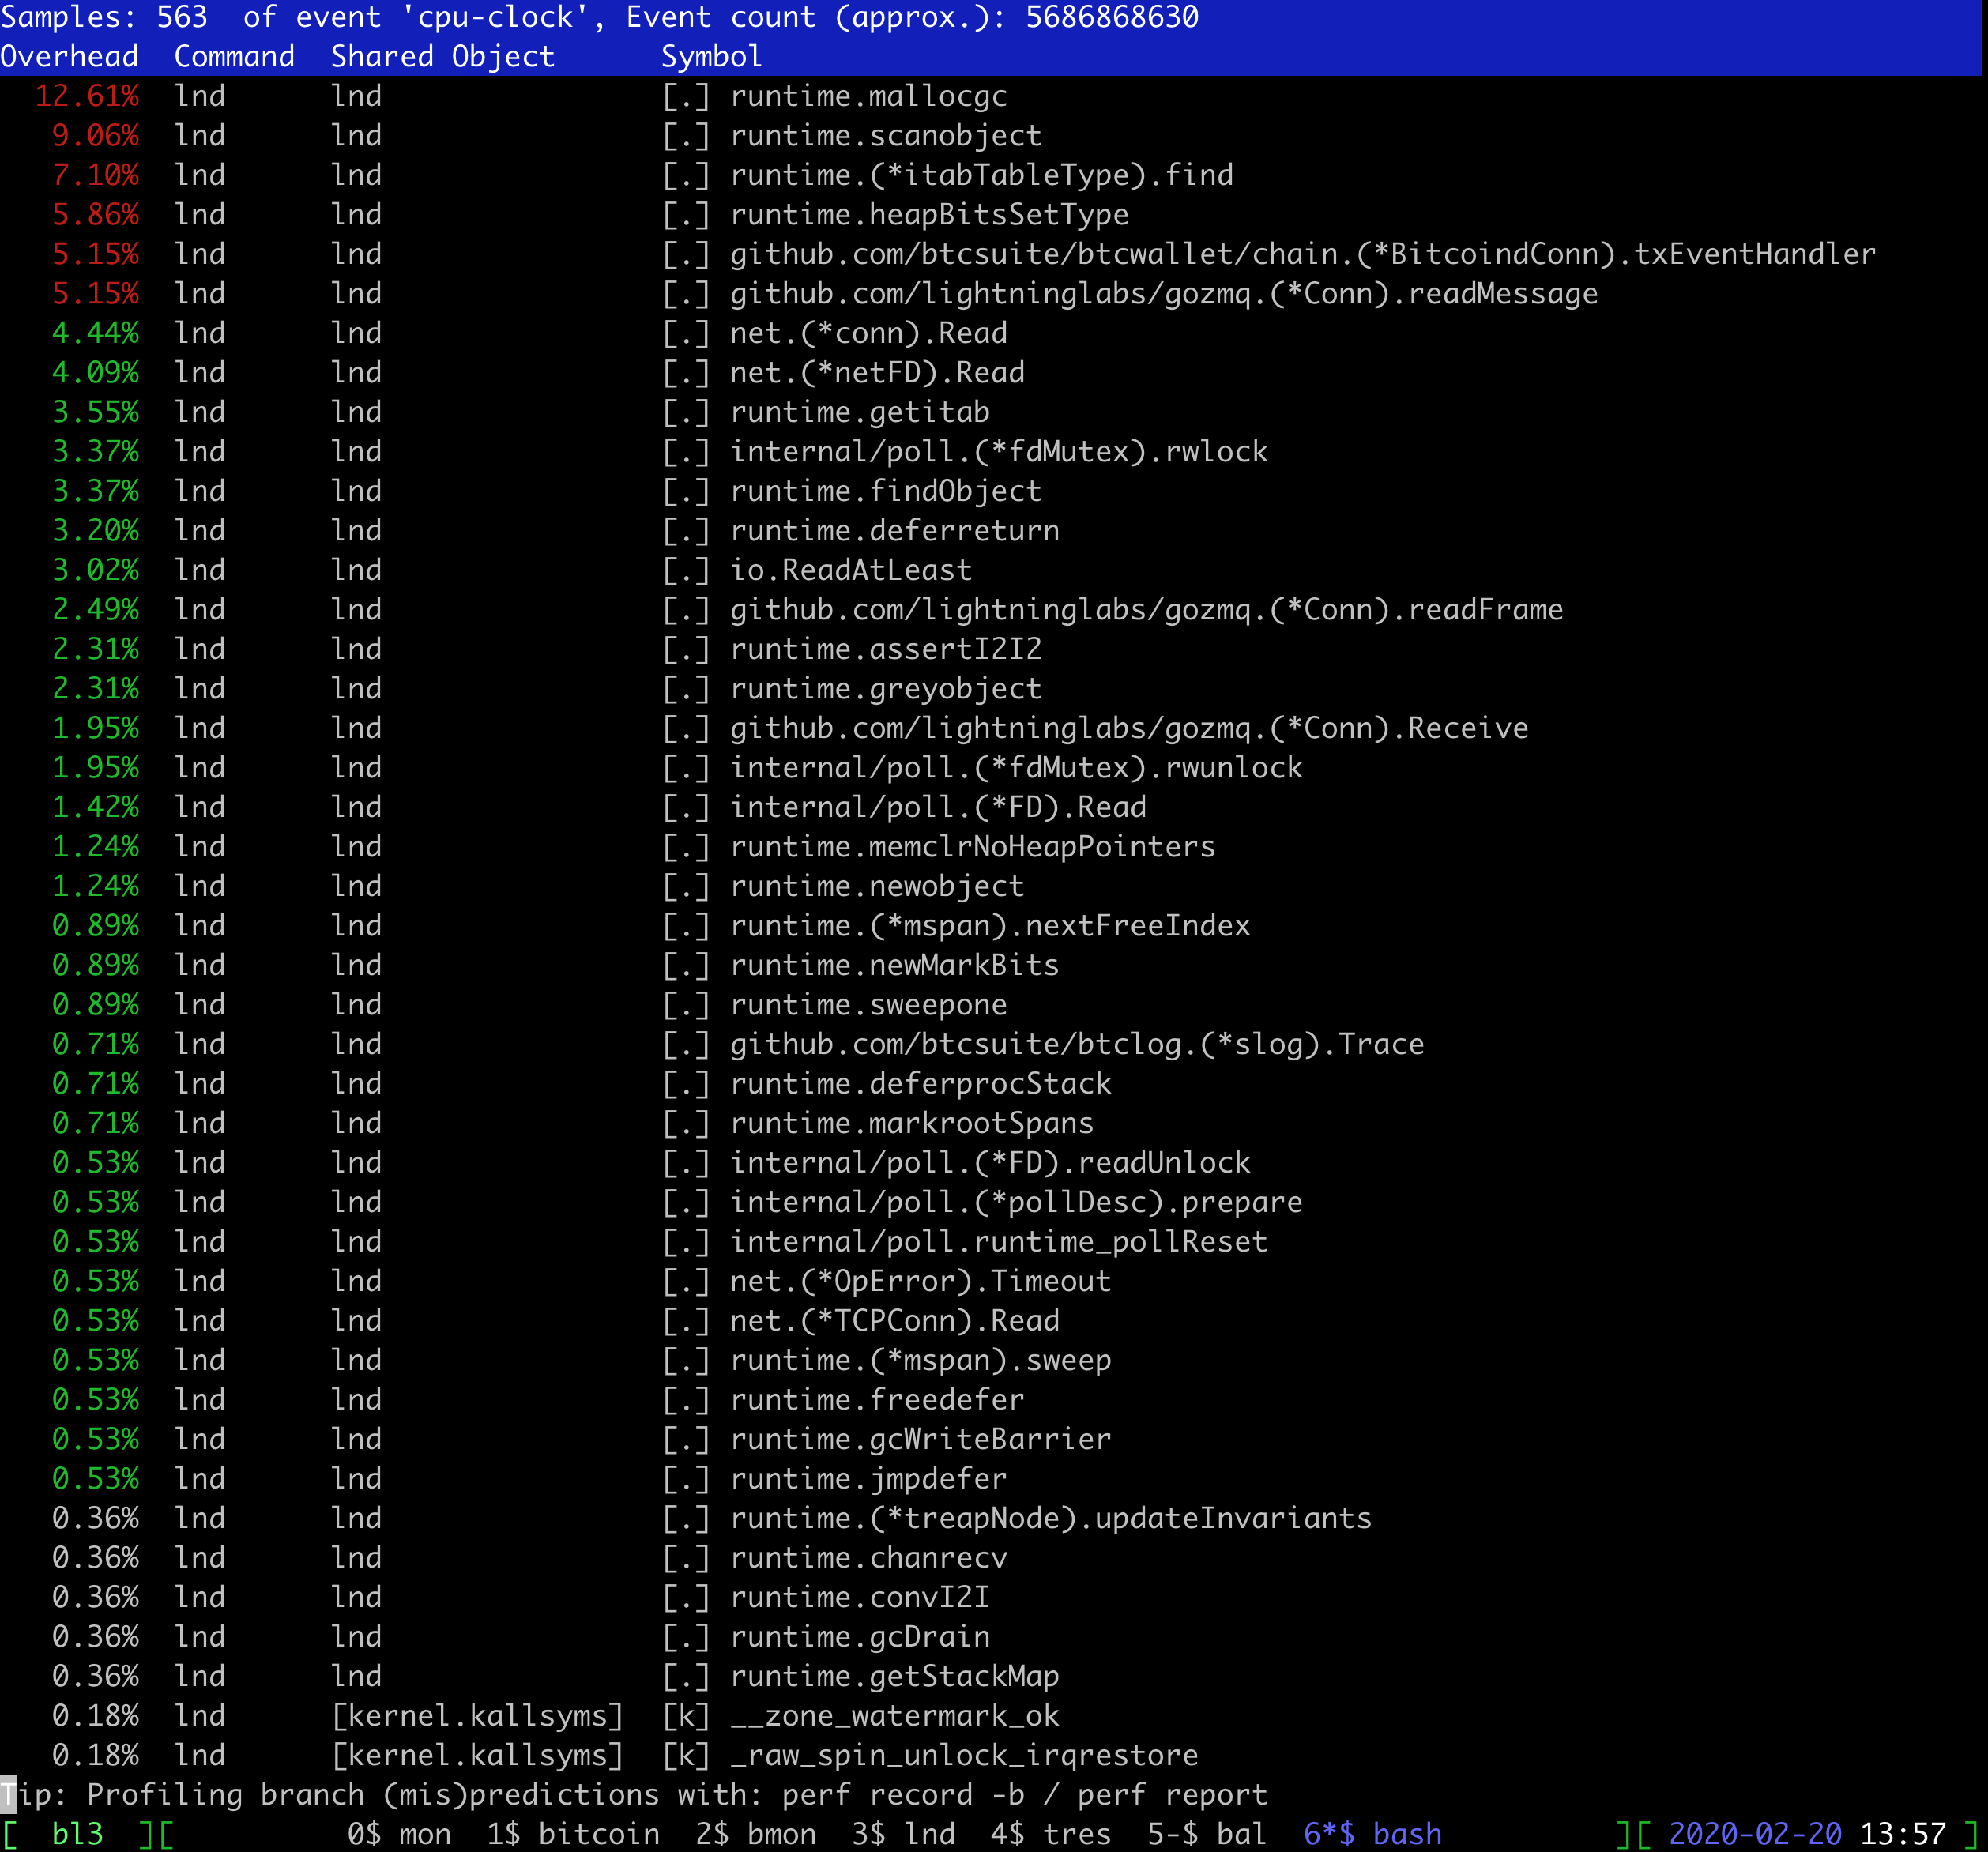 Samples: 563  of event 'cpu-clock', Event count (approx.): 5686868630
Overhead  Command  Shared Object      Symbol
  12.61%  lnd      lnd                [.] runtime.mallocgc
   9.06%  lnd      lnd                [.] runtime.scanobject
   7.10%  lnd      lnd                [.] runtime.(*itabTableType).find
   5.86%  lnd      lnd                [.] runtime.heapBitsSetType
   5.15%  lnd      lnd                [.] github.com/btcsuite/btcwallet/chain.(*BitcoindConn).txEventHandler
   5.15%  lnd      lnd                [.] github.com/lightninglabs/gozmq.(*Conn).readMessage
   4.44%  lnd      lnd                [.] net.(*conn).Read
   4.09%  lnd      lnd                [.] net.(*netFD).Read
   3.55%  lnd      lnd                [.] runtime.getitab
   3.37%  lnd      lnd                [.] internal/poll.(*fdMutex).rwlock
   3.37%  lnd      lnd                [.] runtime.findObject
   3.20%  lnd      lnd                [.] runtime.deferreturn
   3.02%  lnd      lnd                [.] io.ReadAtLeast
   2.49%  lnd      lnd                [.] github.com/lightninglabs/gozmq.(*Conn).readFrame
   2.31%  lnd      lnd                [.] runtime.assertI2I2
   2.31%  lnd      lnd                [.] runtime.greyobject
   1.95%  lnd      lnd                [.] github.com/lightninglabs/gozmq.(*Conn).Receive
   1.95%  lnd      lnd                [.] internal/poll.(*fdMutex).rwunlock
   1.42%  lnd      lnd                [.] internal/poll.(*FD).Read
   1.24%  lnd      lnd                [.] runtime.memclrNoHeapPointers
   1.24%  lnd      lnd                [.] runtime.newobject
   0.89%  lnd      lnd                [.] runtime.(*mspan).nextFreeIndex
   0.89%  lnd      lnd                [.] runtime.newMarkBits
   0.89%  lnd      lnd                [.] runtime.sweepone
   0.71%  lnd      lnd                [.] github.com/btcsuite/btclog.(*slog).Trace
   0.71%  lnd      lnd                [.] runtime.deferprocStack
   0.71%  lnd      lnd                [.] runtime.markrootSpans
   0.53%  lnd      lnd                [.] internal/poll.(*FD).readUnlock
   0.53%  lnd      lnd                [.] internal/poll.(*pollDesc).prepare
   0.53%  lnd      lnd                [.] internal/poll.runtime_pollReset
   0.53%  lnd      lnd                [.] net.(*OpError).Timeout
   0.53%  lnd      lnd                [.] net.(*TCPConn).Read
   0.53%  lnd      lnd                [.] runtime.(*mspan).sweep
   0.53%  lnd      lnd                [.] runtime.freedefer
   0.53%  lnd      lnd                [.] runtime.gcWriteBarrier
   0.53%  lnd      lnd                [.] runtime.jmpdefer
   0.36%  lnd      lnd                [.] runtime.(*treapNode).updateInvariants
   0.36%  lnd      lnd                [.] runtime.chanrecv
   0.36%  lnd      lnd                [.] runtime.convI2I
   0.36%  lnd      lnd                [.] runtime.gcDrain
   0.36%  lnd      lnd                [.] runtime.getStackMap
   0.18%  lnd      [kernel.kallsyms]  [k] __zone_watermark_ok
   0.18%  lnd      [kernel.kallsyms]  [k] _raw_spin_unlock_irqrestore
Tip: Profiling branch (mis)predictions with: perf record -b / perf report
[  bl3  ][          0$ mon  1$ bitcoin  2$ bmon  3$ lnd  4$ tres  5-$ bal  6*$ bash          ][ 2020-02-20 13:57 ]